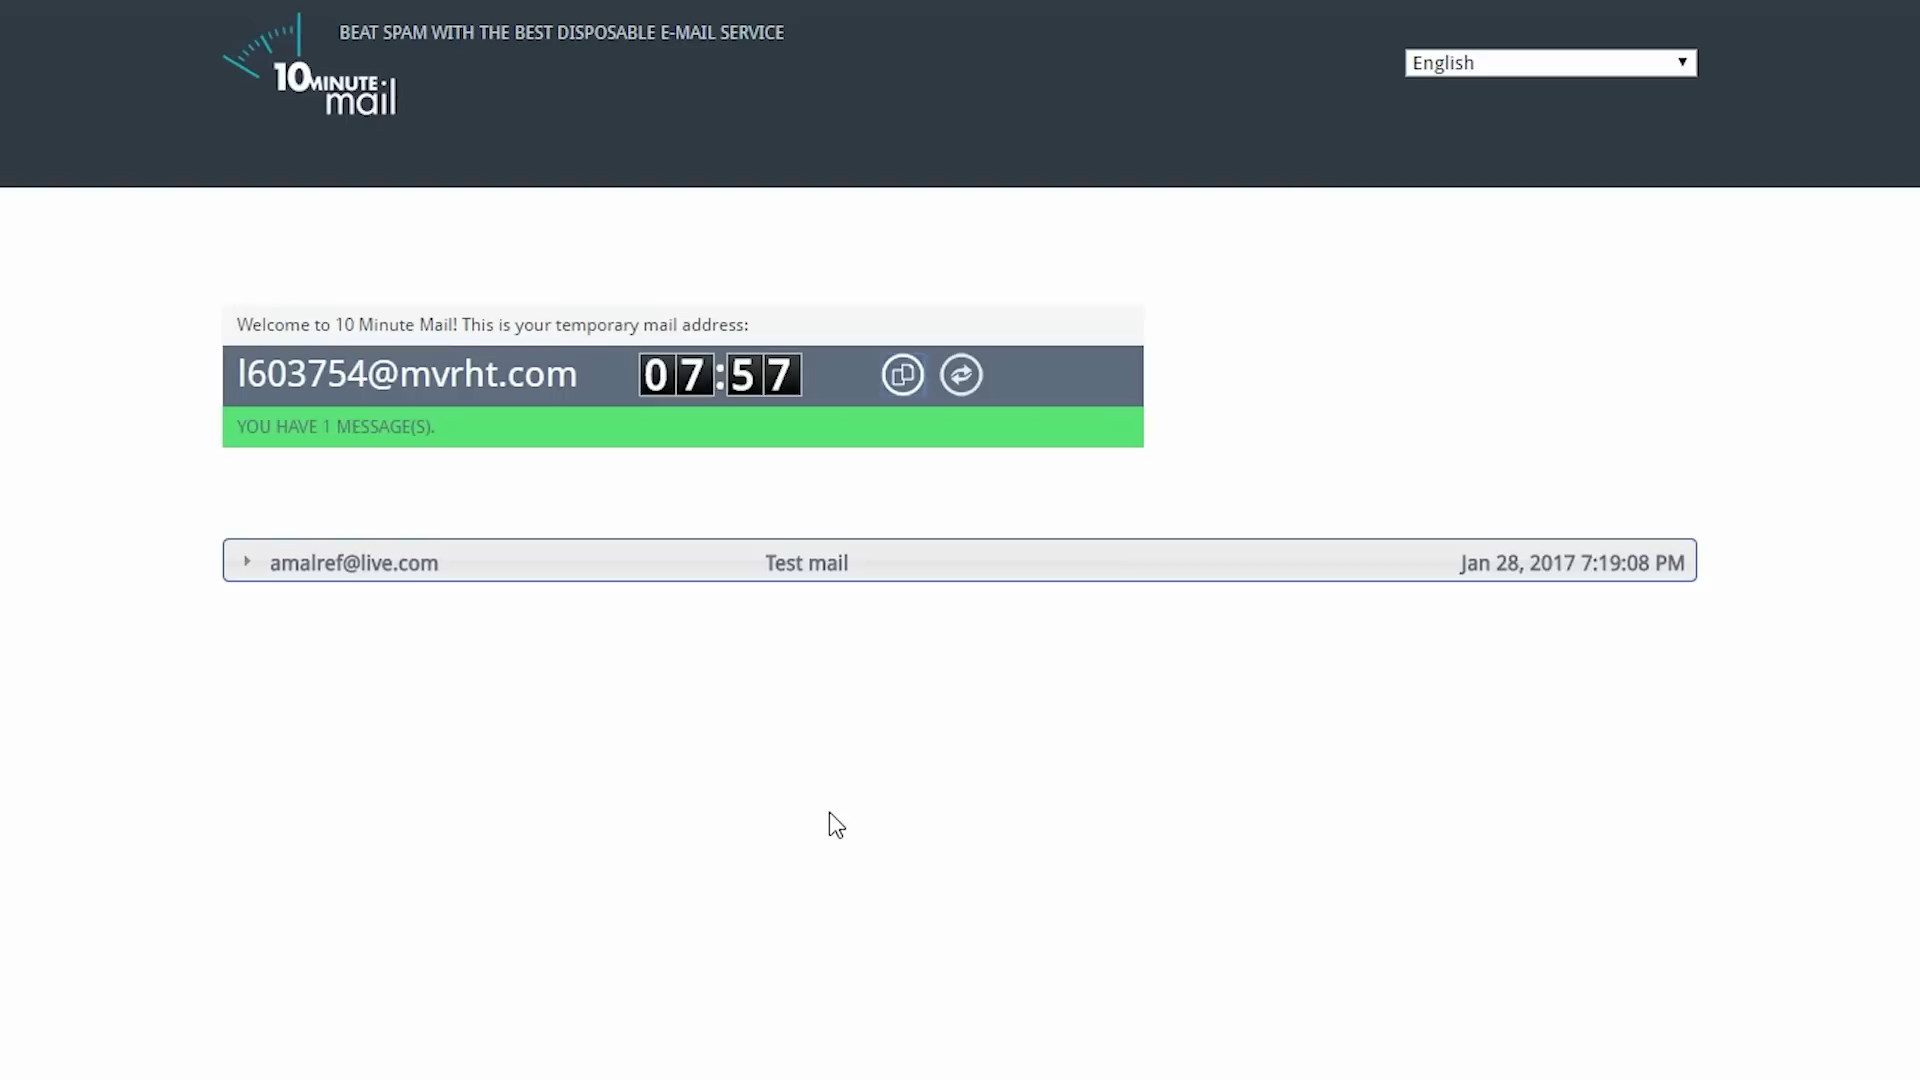 BEAT SPAM WITH THE BEST DISPOSABLE E-MAIL SERVICE
10 MINUTE
mail
English
Welcome to 10 Minute Mail! This is your temporary mail address:
l603754@mvrht.com 07:57
YOU HAVE 1 MESSAGE(S).
amalref@live.com Test mail Jan 28, 2017 7:19:08 PM